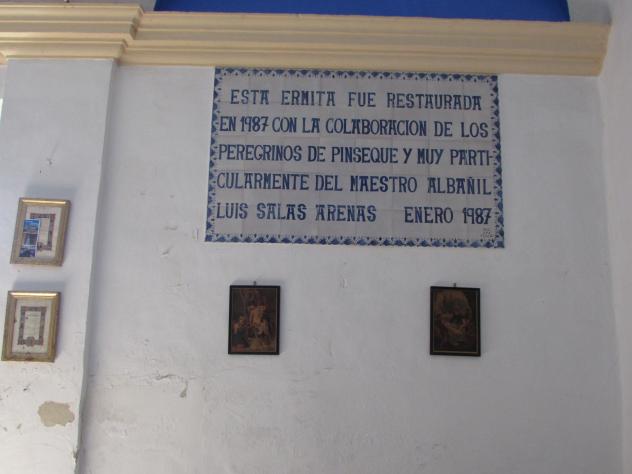 ESTA ERMITA FUE RESTAURADA
EN 1987 CON LA COLABORACION DE LOS
PEREGRINOS DE PINSEQUE Y MUY PARTI-
CULARMENTE DEL MAESTRO ALBAÑIL
LUIS SALAS ARENAS ENERO 1987